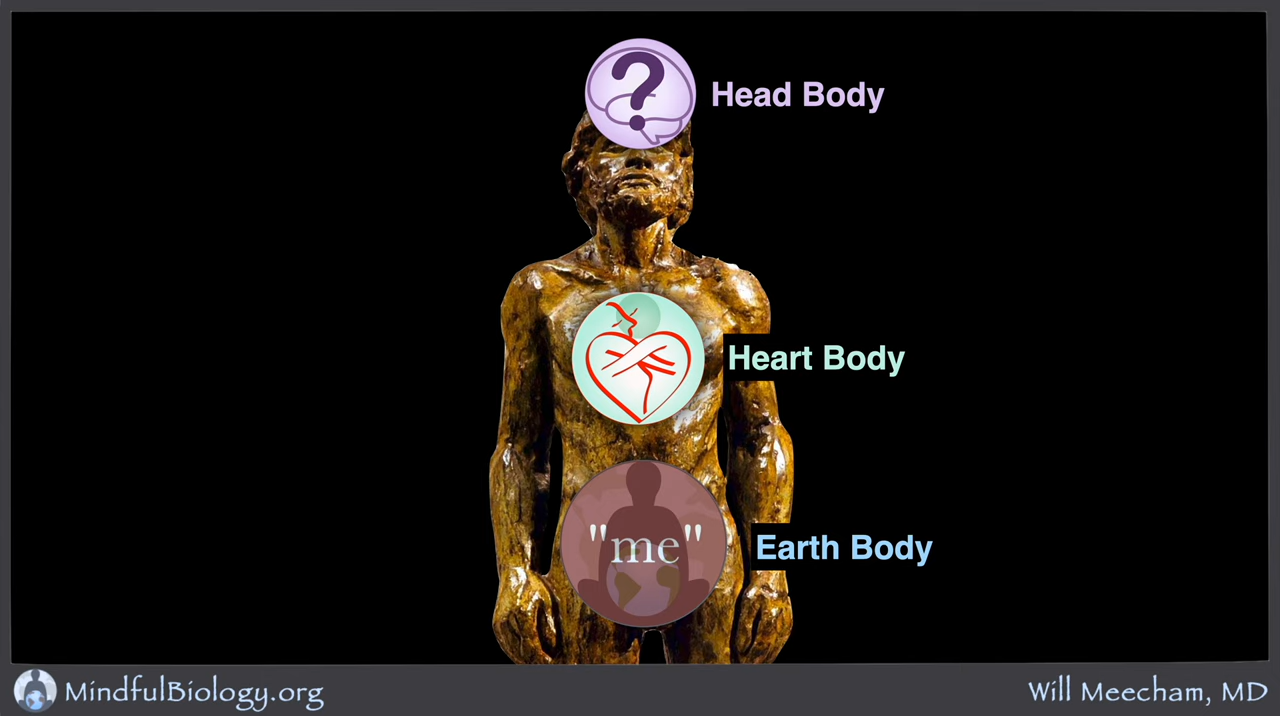 ?
Head Body
Heart Body
"me"
Earth Body
MindfulBiology.org
Will Meecham, MD